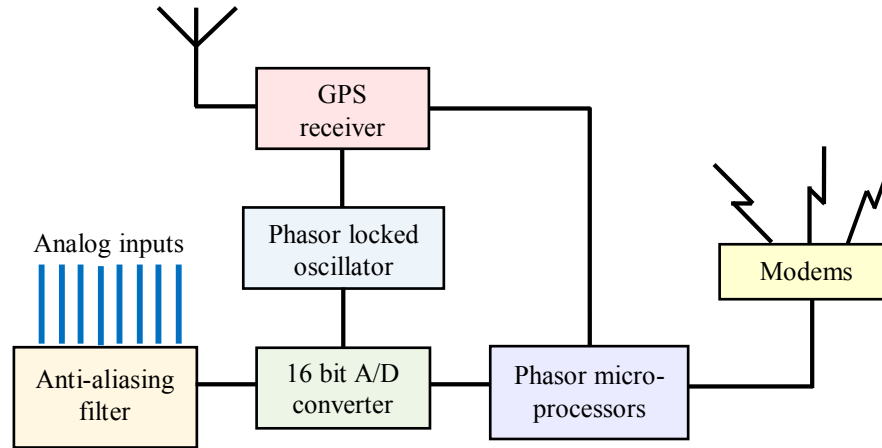 GPS
receiver
Phasor locked
oscillator
Analog inputs
Modems
Anti-aliasing
filter
16 bit A/D
converter
Phasor micro-
processors